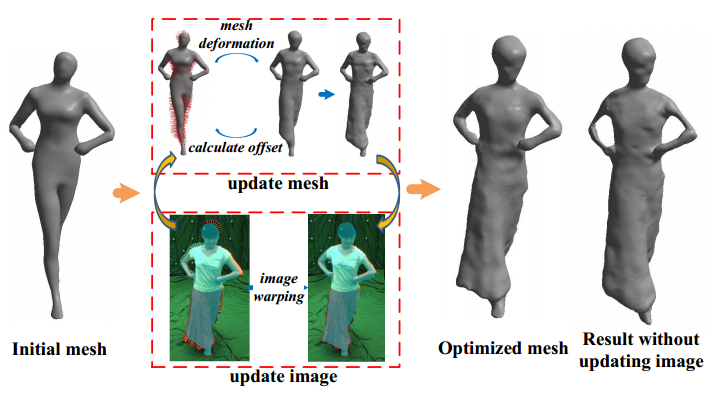 mesh
deformation
calculate offset
update mesh
image
warping
update image
Initial mesh
Optimized mesh
Result without
updating image